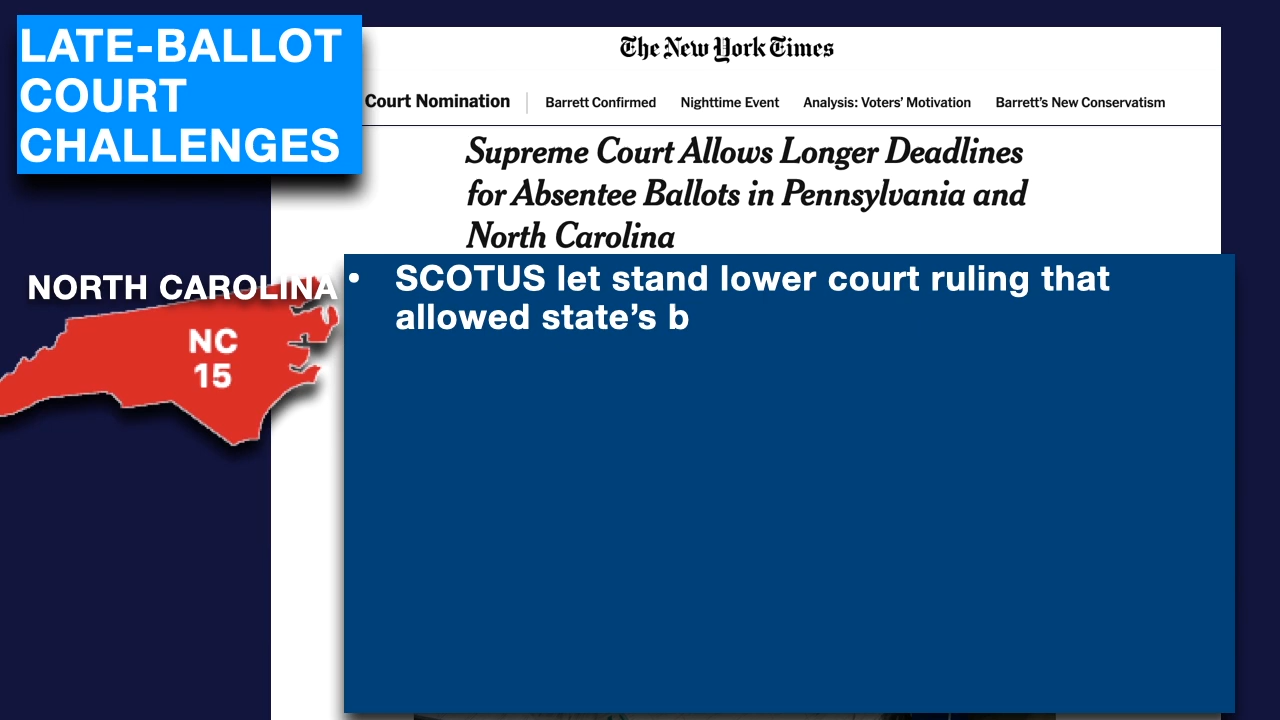 LATE-BALLOT
COURT
CHALLENGES
The New York Times
Court Nomination
Barrett Confirmed
Nighttime Event
Analysis: Voters' Motivation
Barrett's New Conservatism
Supreme Court Allows Longer Deadlines
for Absentee Ballots in Pennsylvania and
North Carolina
NORTH CAROLINA
NC
15
• SCOTUS let stand lower court ruling that
allowed state's b